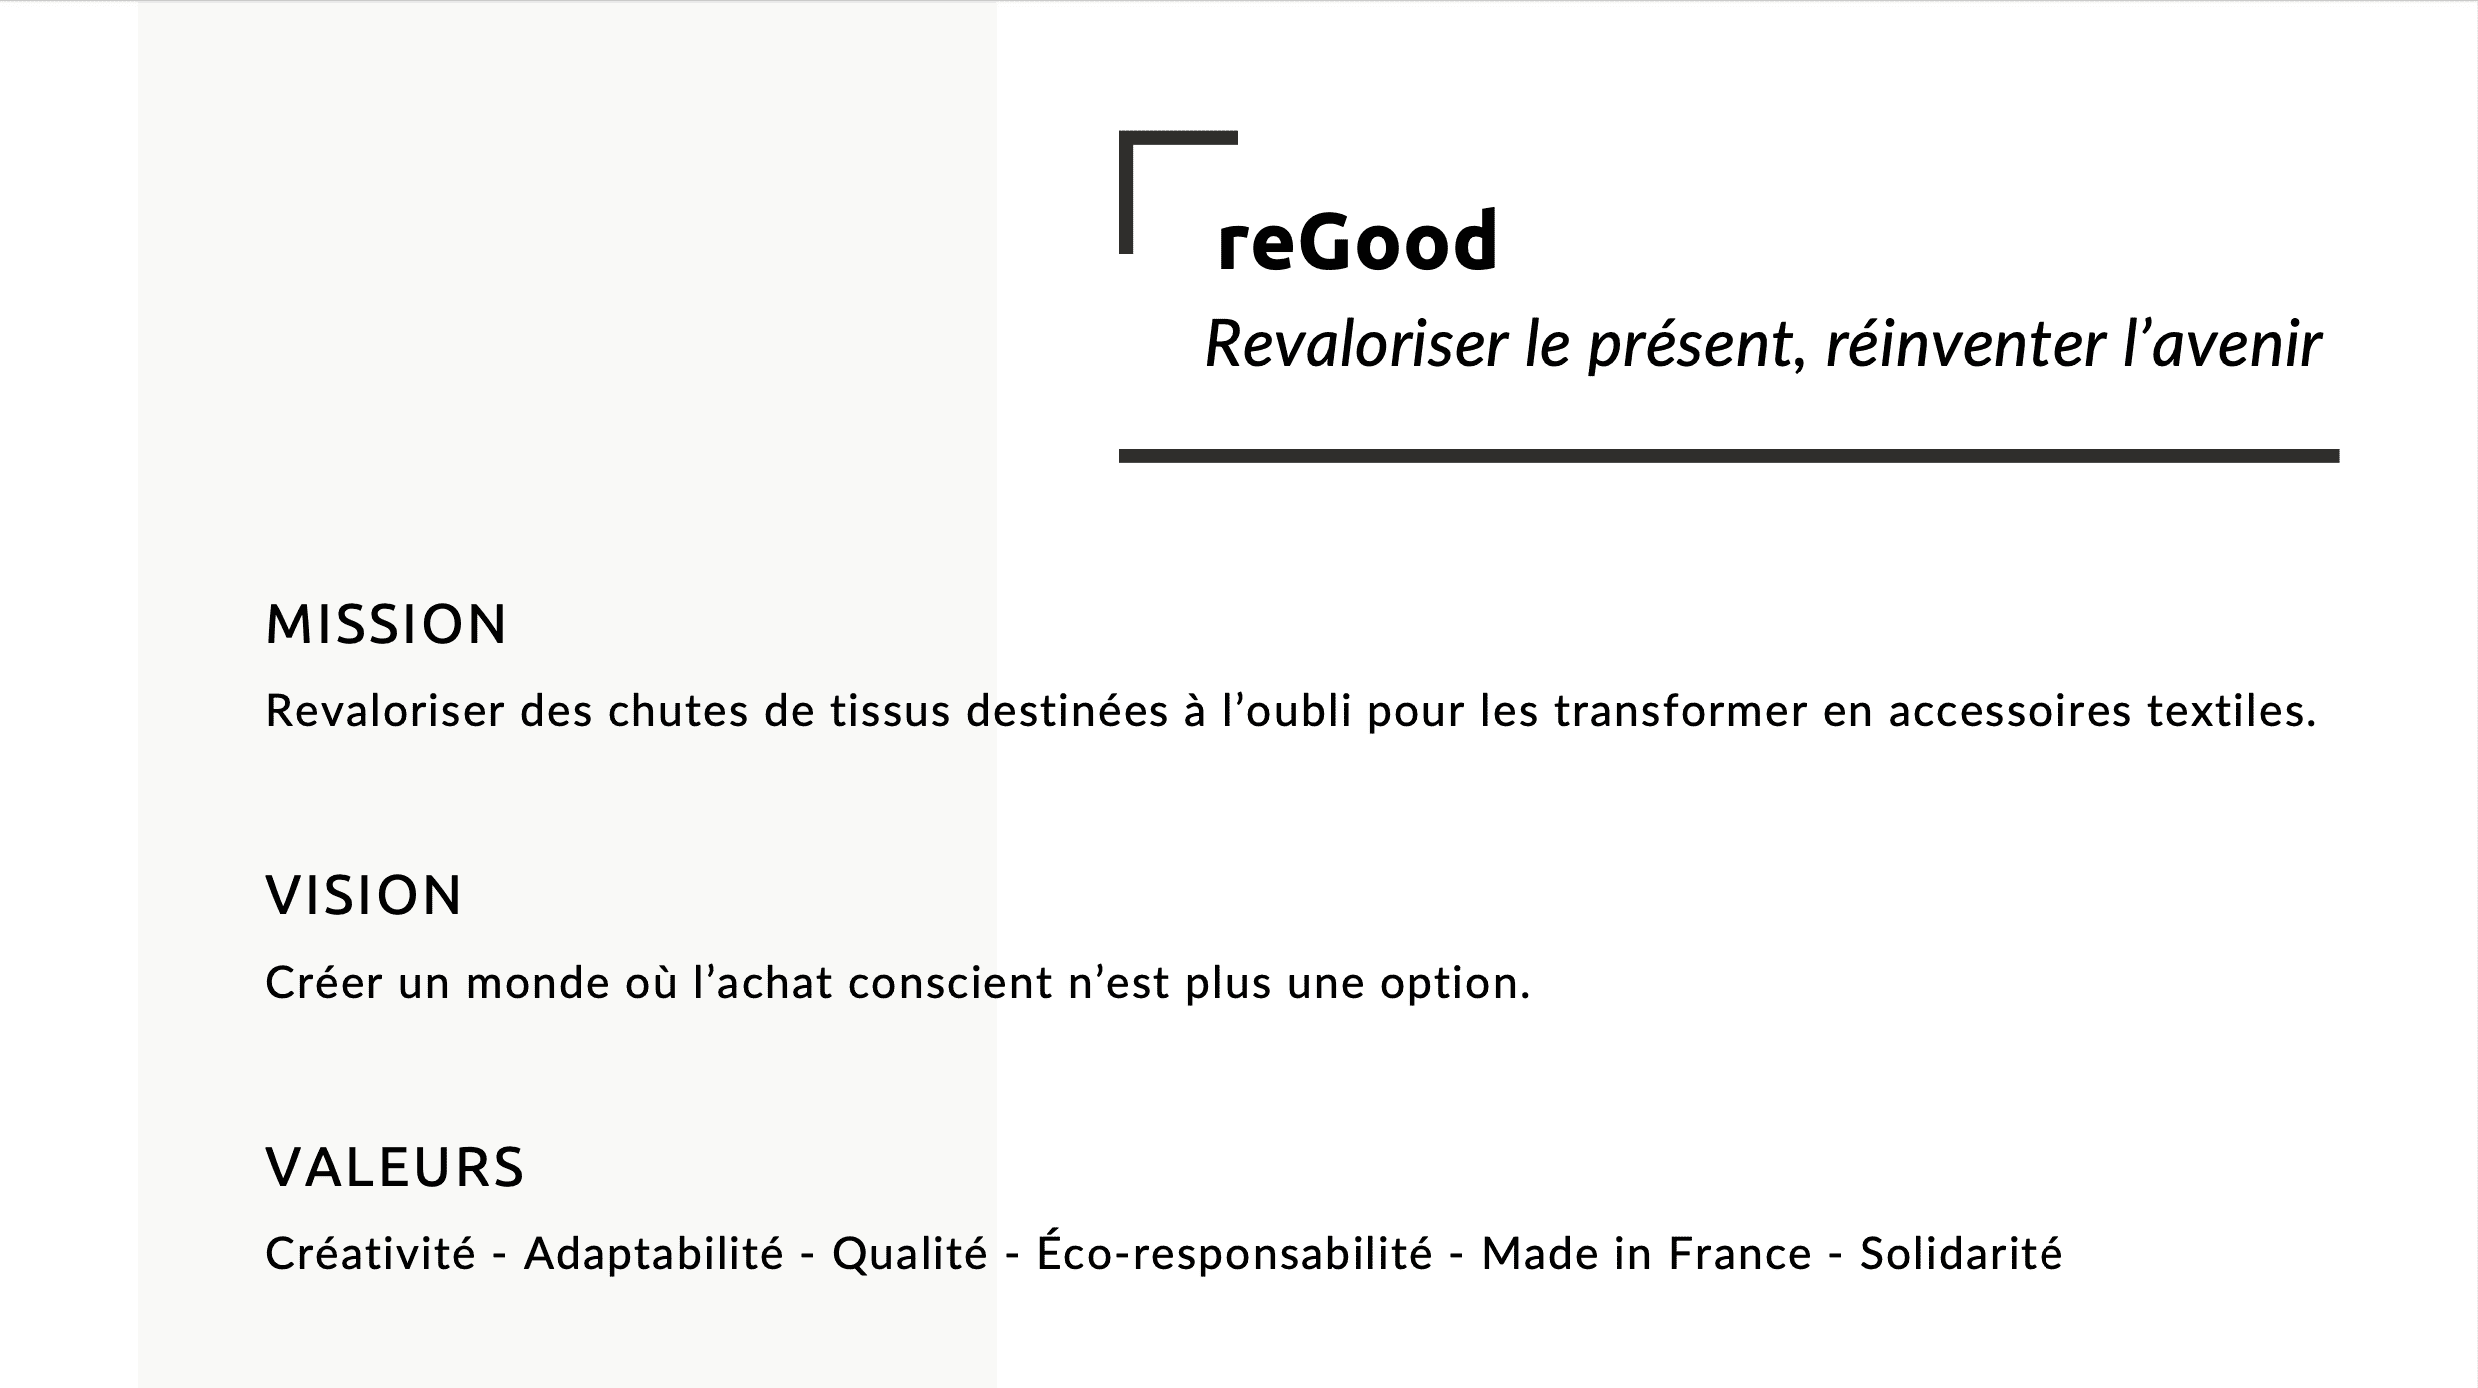 reGood
Revaloriser le présent, réinventer l’avenir
MISSION
Revaloriser des chutes de tissus destinées à l’oubli pour les transformer en accessoires textiles.
VISION
Créer un monde où l’achat conscient n’est plus une option.
VALEURS
Créativité - Adaptabilité - Qualité - Éco-responsabilité - Made in France - Solidarité